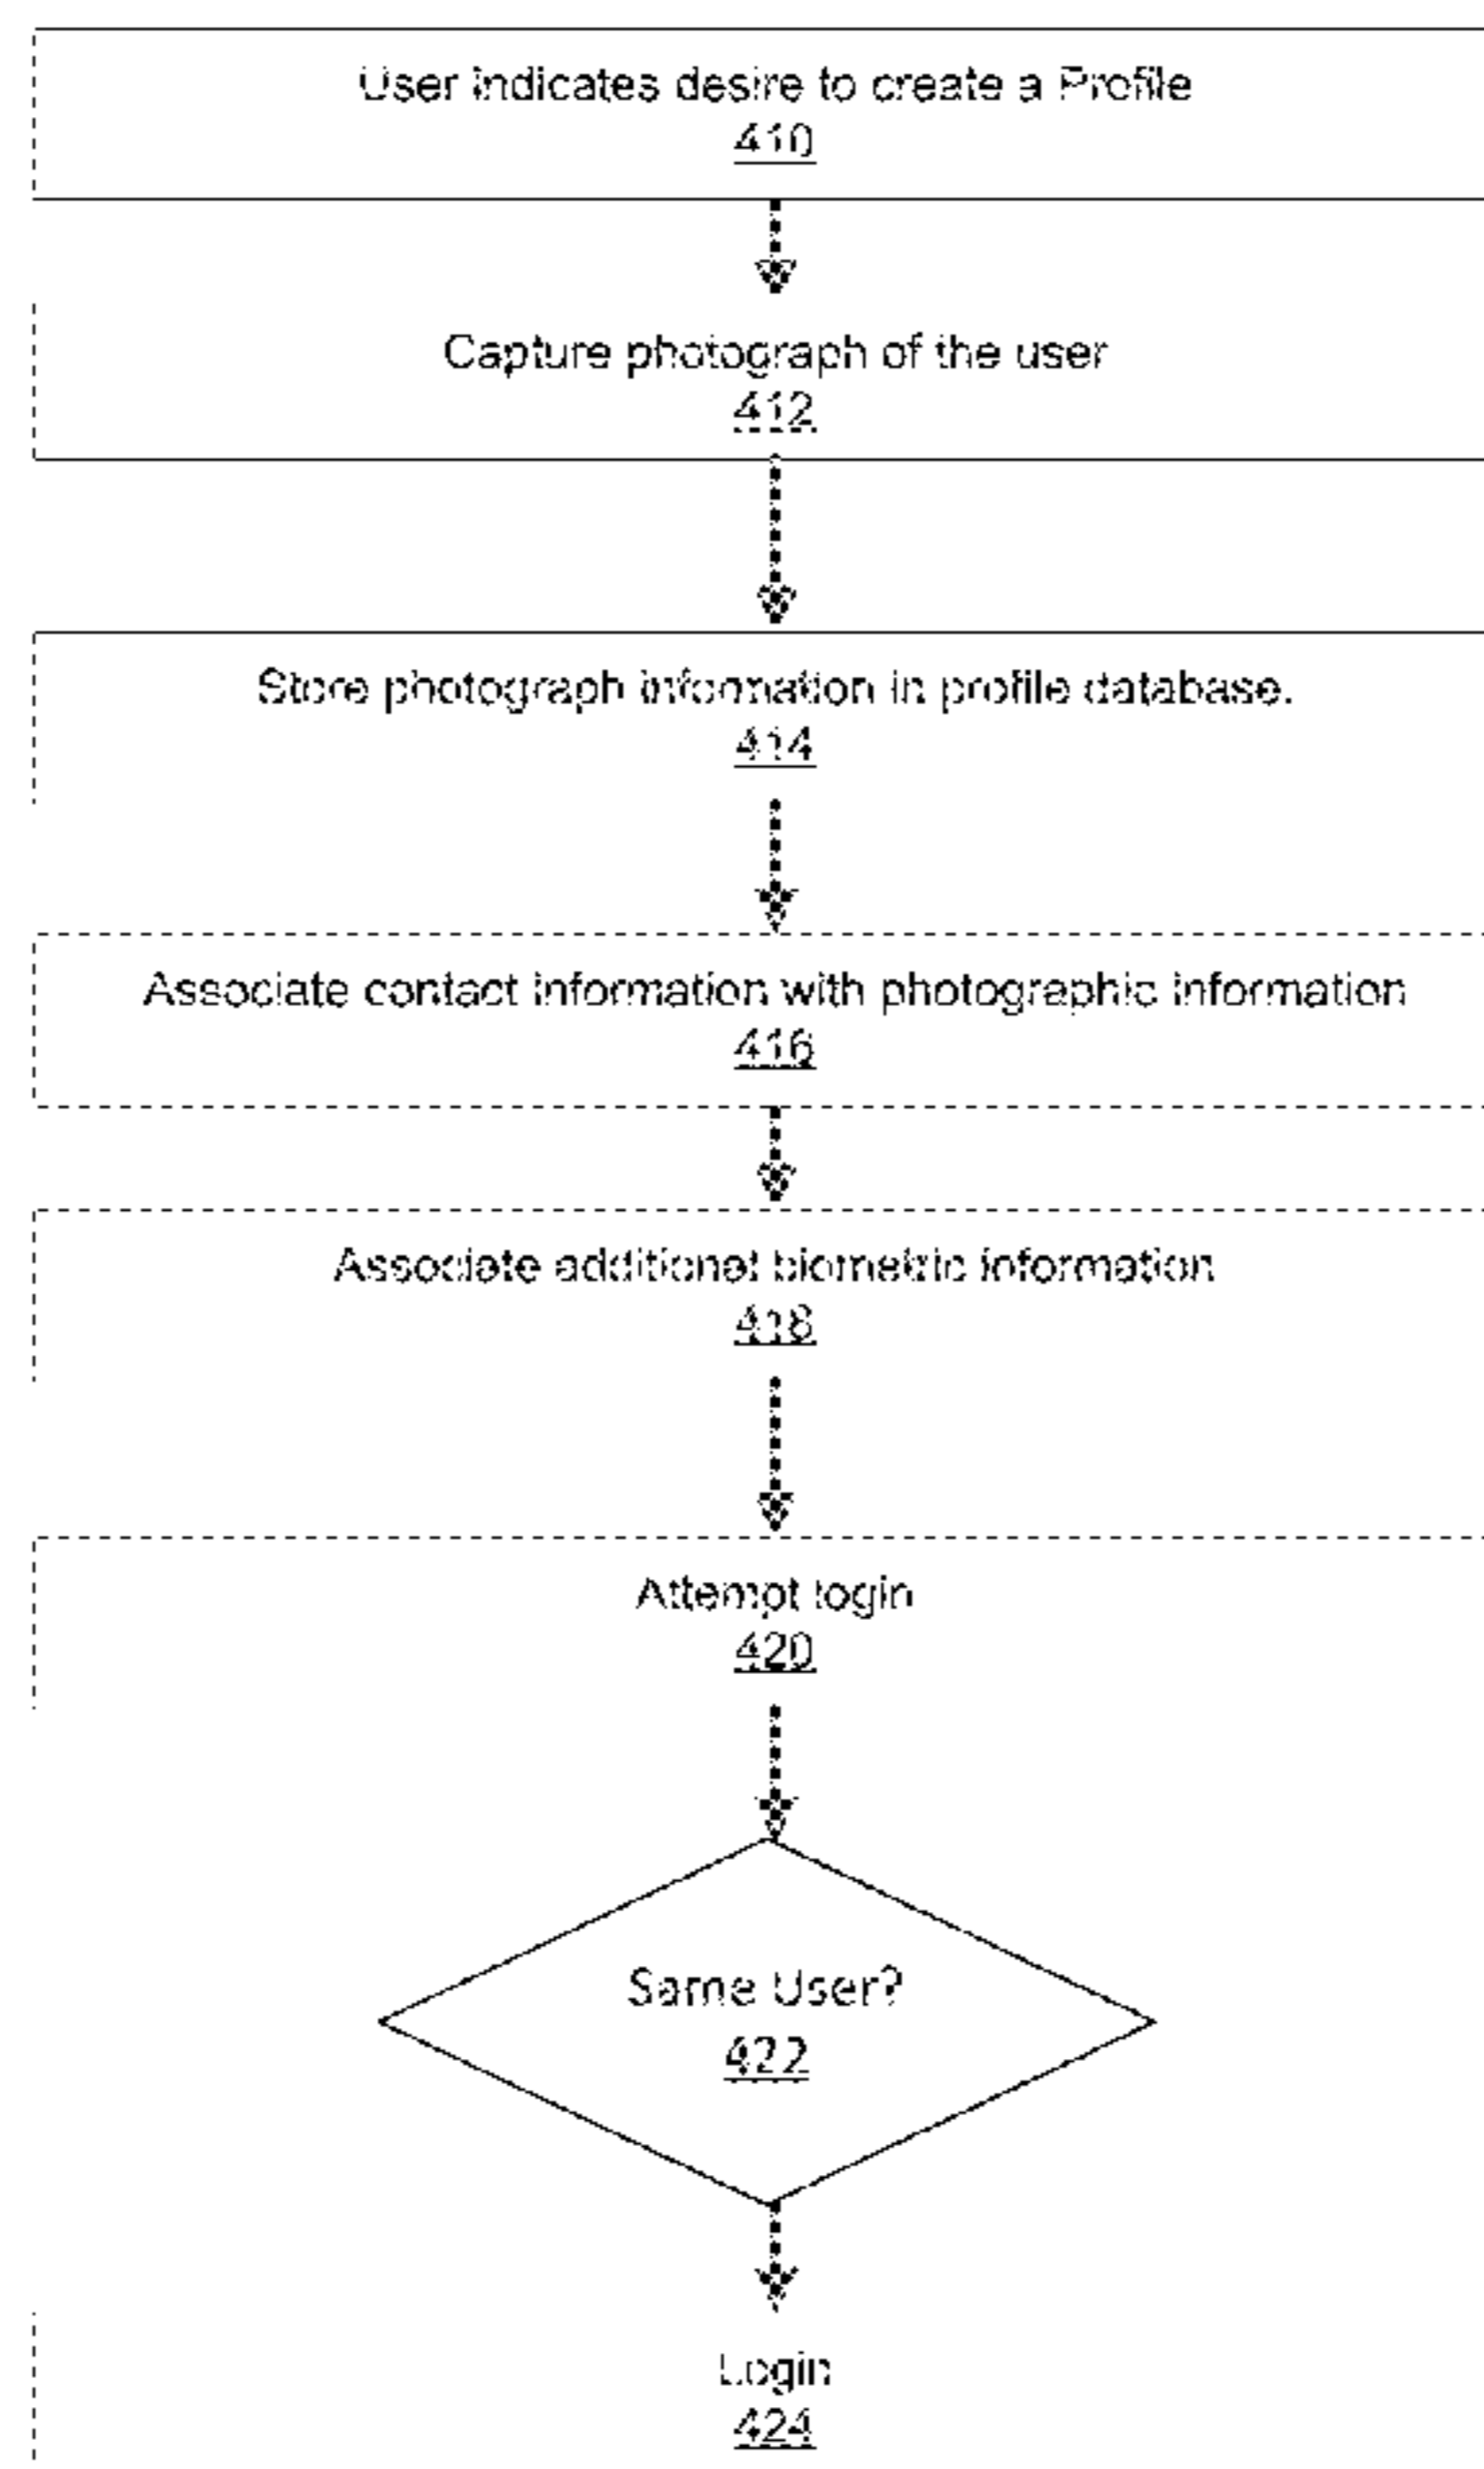 User indicates desire to create a Profile
410
Capture photograph of the user
412
Store photograph information in profile database.
414
Associate contact information with photographic information
416
Associate additional biometric information
418
Attempt login
420
Same User?
422
Login
424